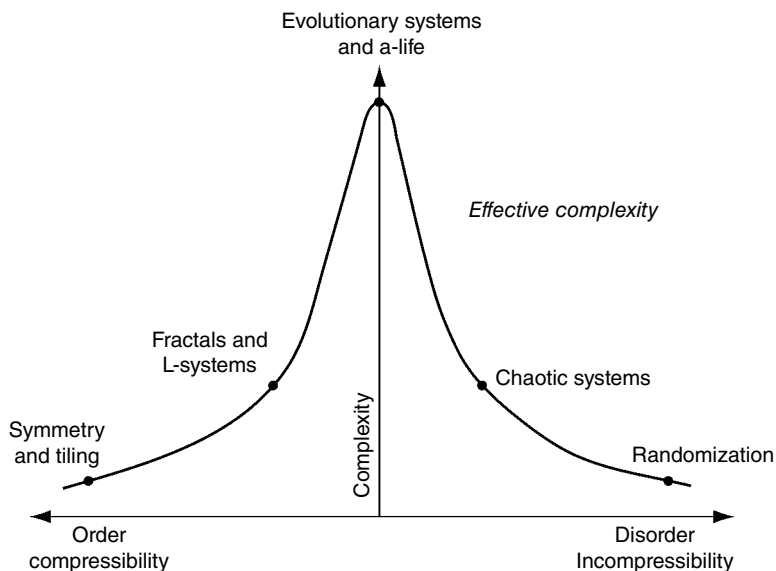 Evolutionary systems
and a-life
Effective complexity
Fractals and
L-systems
Chaotic systems
Symmetry
and tiling
Complexity
Randomization
Order
compressibility
Disorder
Incompressibility